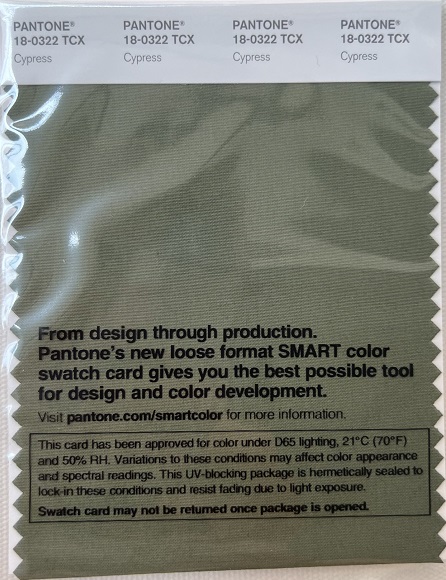 PANTONE® PANTONE® PANTONE® PANTONE®
18-0322 TCX 18-0322 TCX 18-0322 TCX 18-0322 TCX
Cypress Cypress Cypress Cypress
From design through production.
Pantone's new loose format SMART color
swatch card gives you the best possible tool
for design and color development.
Visit pantone.com/smartcolor for more information.
This card has been approved for color under D65 lighting, 21°C (70°F)
and 50% RH. Variations to these conditions may affect color appearance
and spectral readings. This UV-blocking package is hermetically sealed to
lock-in these conditions and resist fading due to light exposure.
Swatch card may not be returned once package is opened.